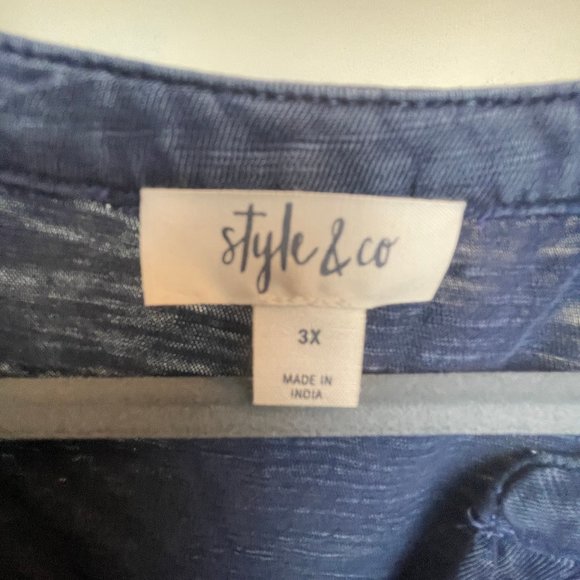 style & co
3X
MADE IN
INDIA